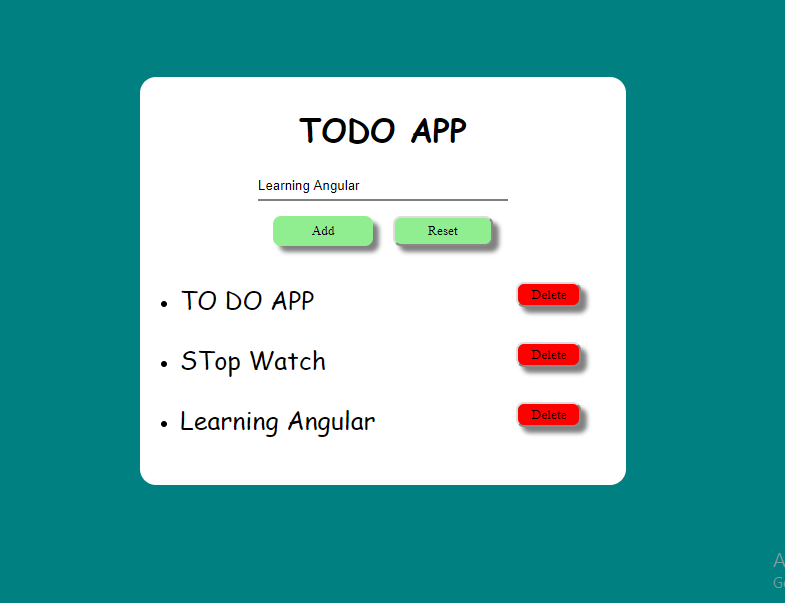 TODO APP
Learning Angular
Add Reset
TO DO APP Delete
STop Watch Delete
Learning Angular Delete